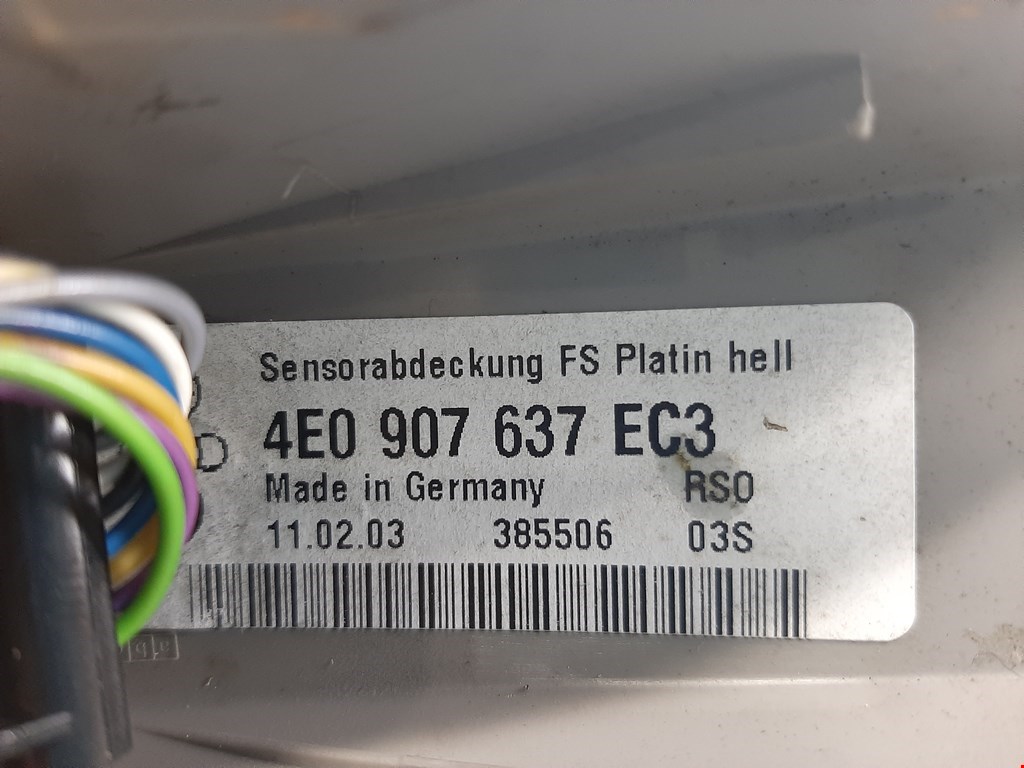 Sensorabdeckung FS Platin hell
D 4E0 907 637 EC3
Made in Germany RSO
11.02.03 385506 03S